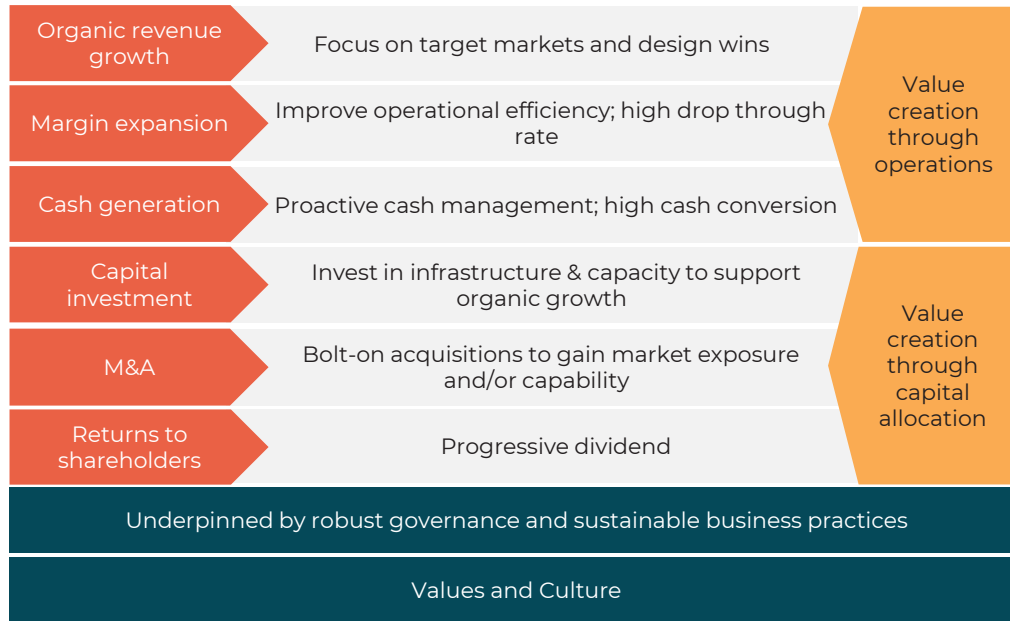 Organic revenue
growth
Focus on target markets and design wins
Margin expansion
Improve operational efficiency; high drop through
rate
Cash generation
Proactive cash management; high cash conversion
Value
creation
through
operations
Capital
investment
Invest in infrastructure & capacity to support
organic growth
M&A
Bolt-on acquisitions to gain market exposure
and/or capability
Returns to
shareholders
Progressive dividend
Value
creation
through
capital
allocation
Underpinned by robust governance and sustainable business practices
Values and Culture